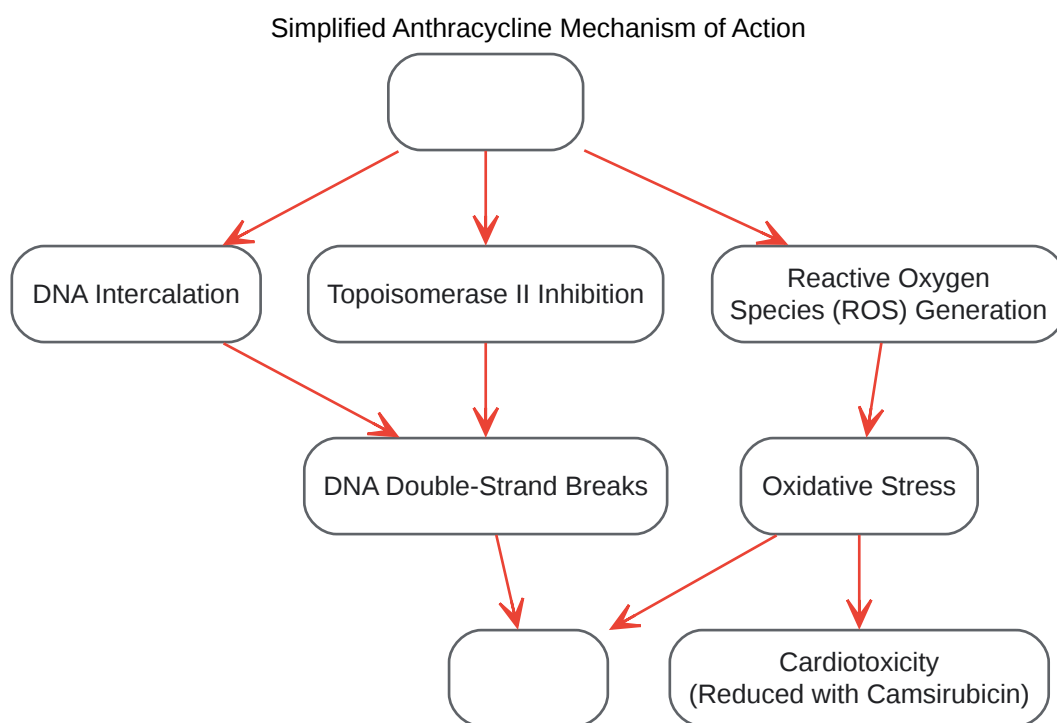 Simplified Anthracycline Mechanism of Action
DNA Intercalation
Topoisomerase II Inhibition
Reactive Oxygen
Species (ROS) Generation
DNA Double-Strand Breaks
Oxidative Stress
Cardiotoxicity
(Reduced with Camsirubicin)